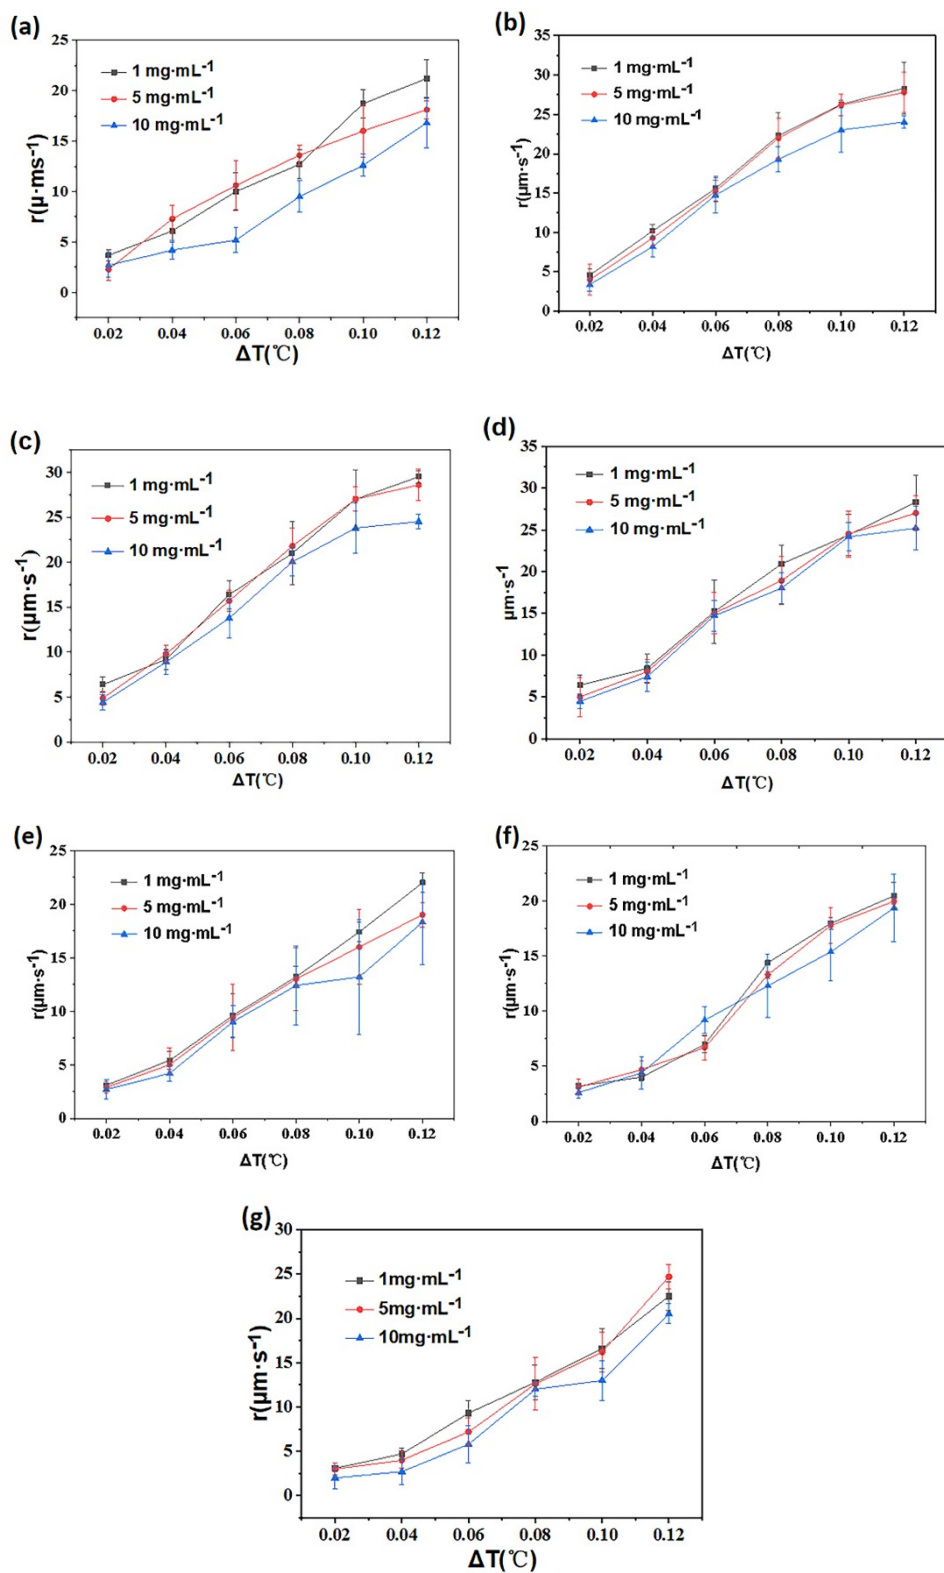 (a)
25
20
15
10
5
0
r(μ·ms⁻¹)
1 mg·mL⁻¹
5 mg·mL⁻¹
10 mg·mL⁻¹
0.02 0.04 0.06 0.08 0.10 0.12
ΔT(℃)
(b)
35
30
25
20
15
10
5
0
r(μm·s⁻¹)
1 mg·mL⁻¹
5 mg·mL⁻¹
10 mg·mL⁻¹
0.02 0.04 0.06 0.08 0.10 0.12
ΔT(℃)
(c)
30
25
20
15
10
5
0
r(μm·s⁻¹)
1 mg·mL⁻¹
5 mg·mL⁻¹
10 mg·mL⁻¹
0.02 0.04 0.06 0.08 0.10 0.12
ΔT(℃)
(d)
35
30
25
20
15
10
5
0
μm·s⁻¹
1 mg·mL⁻¹
5 mg·mL⁻¹
10 mg·mL⁻¹
0.02 0.04 0.06 0.08 0.10 0.12
ΔT(℃)
(e)
25
20
15
10
5
0
r(μm·s⁻¹)
1 mg·mL⁻¹
5 mg·mL⁻¹
10 mg·mL⁻¹
0.02 0.04 0.06 0.08 0.10 0.12
ΔT(℃)
(f)
25
20
15
10
5
0
r(μm·s⁻¹)
1 mg·mL⁻¹
5 mg·mL⁻¹
10 mg·mL⁻¹
0.02 0.04 0.06 0.08 0.10 0.12
ΔT(℃)
(g)
30
25
20
15
10
5
0
r(μm·s⁻¹)
1mg·mL⁻¹
5mg·mL⁻¹
10mg·mL⁻¹
0.02 0.04 0.06 0.08 0.10 0.12
ΔT(℃)